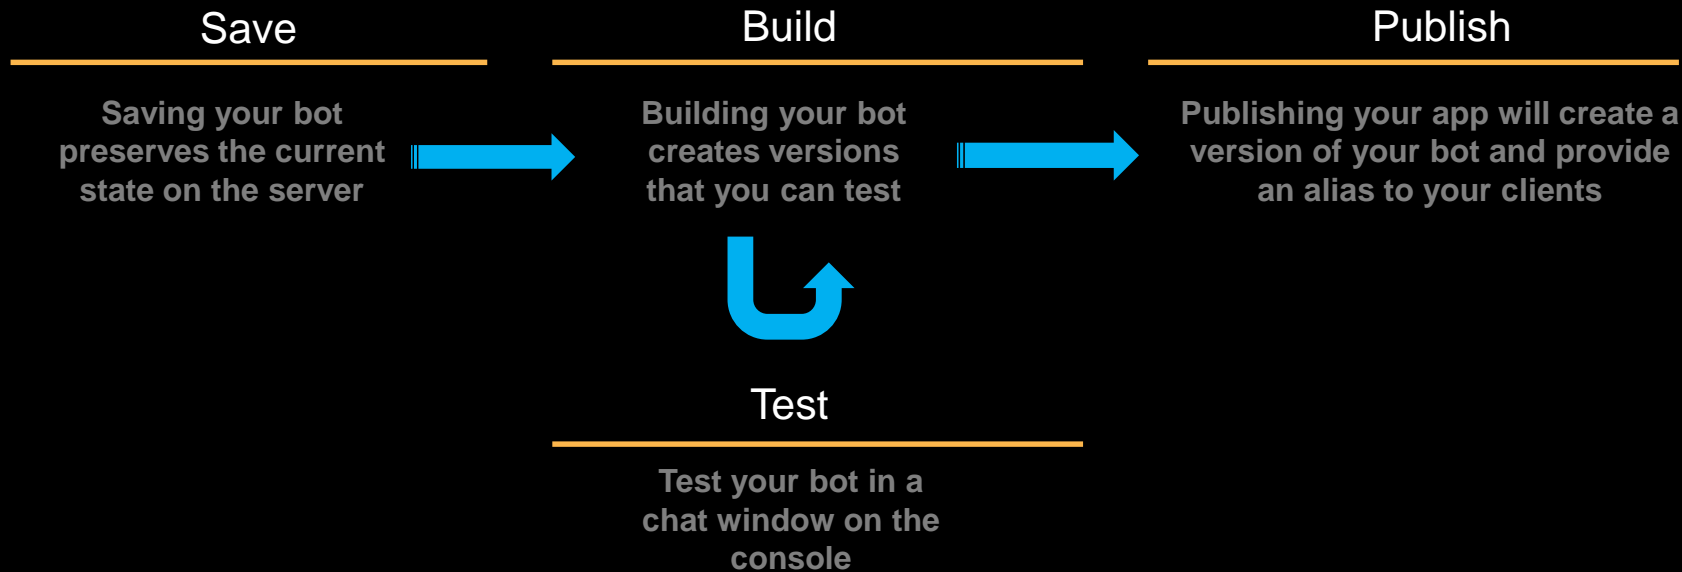 Save
Saving your bot
preserves the current
state on the server
Build
Building your bot
creates versions
that you can test
Publish
Publishing your app will create a
version of your bot and provide
an alias to your clients
Test
Test your bot in a
chat window on the
console